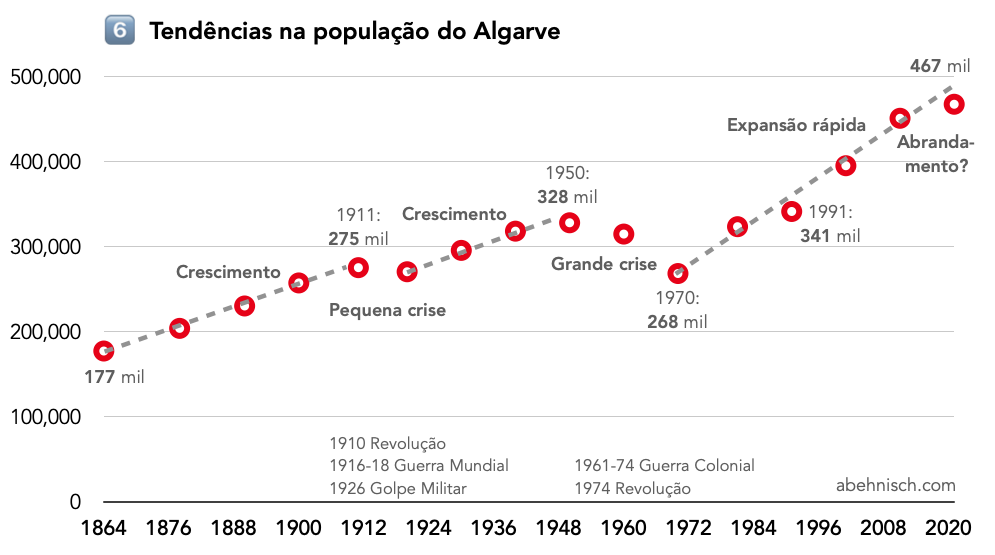 6 Tendências na população do Algarve
467 mil
500,000
Expansão rápida
Abranda-
mento?
400,000
1950:
328 mil
1911:
275 mil
Crescimento
1991:
341 mil
300,000
Crescimento
Grande crise
Pequena crise
1970:
268 mil
200,000
177 mil
100,000
1910 Revolução
1916-18 Guerra Mundial
1926 Golpe Militar
1961-74 Guerra Colonial
1974 Revolução
abehnisch.com
0
1864 1876 1888 1900 1912 1924 1936 1948 1960 1972 1984 1996 2008 2020